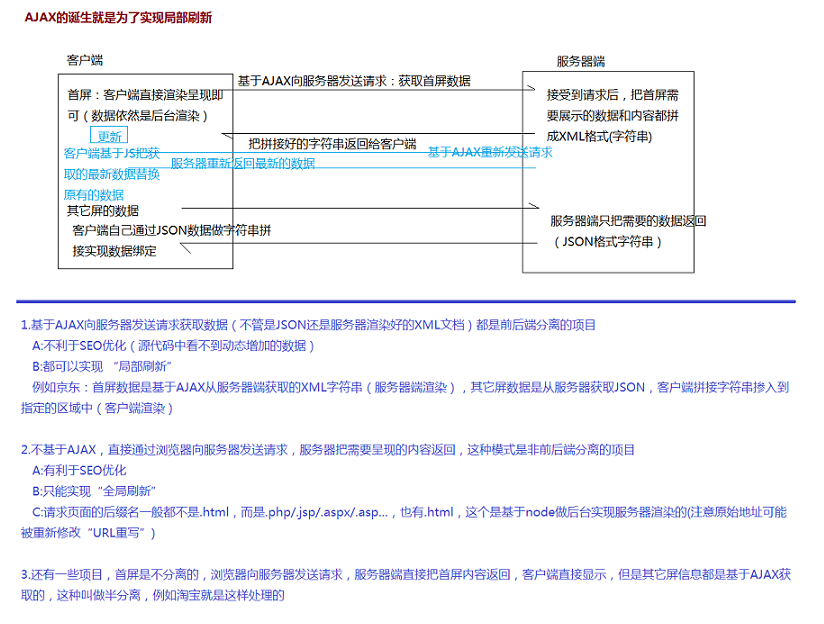 AJAX的诞生就是为了实现局部刷新
客户端
服务器端
基于AJAX向服务器发送请求：获取首屏数据
首屏：客户端直接渲染呈现即
可（数据依然是后台渲染）
接受到请求后，把首屏需
要展示的数据和内容都拼
成XML格式(字符串)
更新
把拼接好的字符串返回给客户端
基于AJAX重新发送请求
客户端基于JS把获
取的最新数据替换
原有的数据
服务器重新返回最新的数据
其它屏的数据
客户端自己通过JSON数据做字符串拼
接实现数据绑定
服务器端只把需要的数据返回
（JSON格式字符串）
1.基于AJAX向服务器发送请求获取数据（不管是JSON还是服务器渲染好的XML文档）都是前后端分离的项目
A:不利于SEO优化（源代码中看不到动态增加的数据）
B:都可以实现 “局部刷新”
例如京东：首屏数据是基于AJAX从服务器端获取的XML字符串（服务器端渲染），其它屏数据是从服务器获取JSON，客户端拼接字符串掺入到
指定的区域中（客户端渲染）
2.不基于AJAX，直接通过浏览器向服务器发送请求，服务器把需要呈现的内容返回，这种模式是非前后端分离的项目
A:有利于SEO优化
B:只能实现“全局刷新”
C:请求页面的后缀名一般都不是.html，而是.php/.jsp/.aspx/.asp...，也有.html，这个是基于node做后台实现服务器渲染的(注意原始地址可能
被重新修改“URL重写”)
3.还有一些项目，首屏是不分离的，浏览器向服务器发送请求，服务器端直接把首屏内容返回，客户端直接显示，但是其它屏信息都是基于AJAX获
取的，这种叫做半分离，例如淘宝就是这样处理的